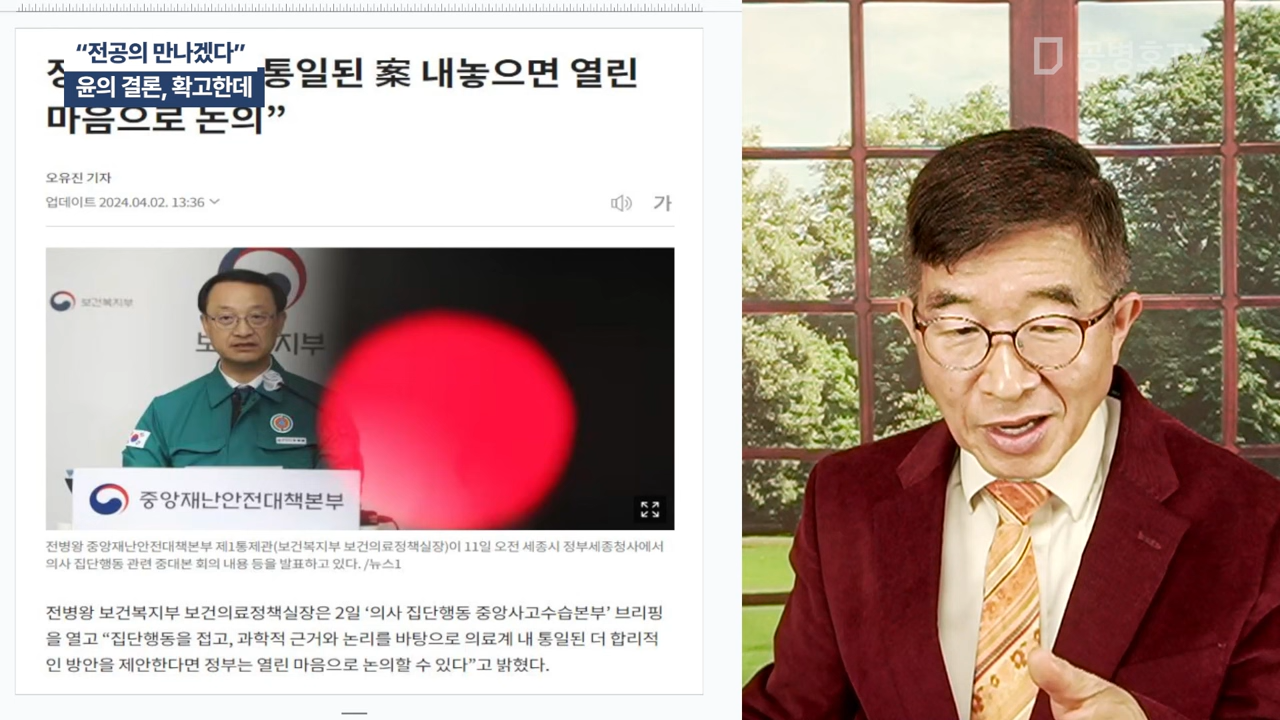 “전공의 만나겠다”
윤의 결론, 확고한데
통일된 案 내놓으면 열린
마음으로 논의”
오유진 기자
업데이트 2024.04.02. 13:36
가
보건복지부
중앙재난안전대책본부
전병왕 중앙재난안전대책본부 제1통제관(보건복지부 보건의료정책실장)이 11일 오전 세종시 정부세종청사에서
의사 집단행동 관련 중대본 회의 내용 등을 발표하고 있다. /뉴스1
전병왕 보건복지부 보건의료정책실장은 2일 ‘의사 집단행동 중앙사고수습본부’ 브리핑
을 열고 “집단행동을 접고, 과학적 근거와 논리를 바탕으로 의료계 내 통일된 더 합리적
인 방안을 제안한다면 정부는 열린 마음으로 논의할 수 있다”고 밝혔다.